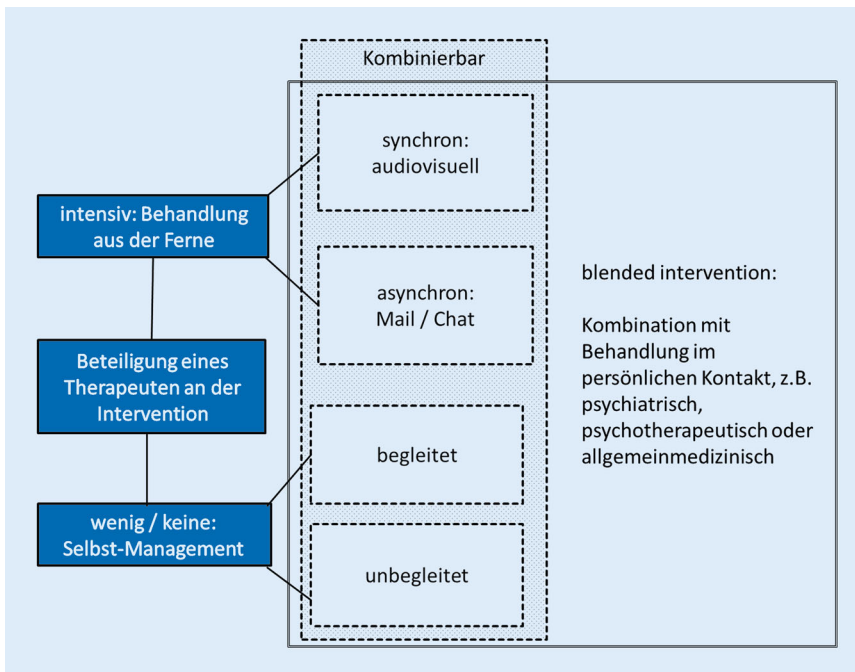 Kombinierbar
synchron:
audiovisuell
intensiv: Behandlung
aus der Ferne
asynchron:
Mail / Chat
blended intervention:
Kombination mit
Behandlung im
persönlichen Kontakt, z.B.
psychiatrisch,
psychotherapeutisch oder
allgemeinmedizinisch
Beteiligung eines
Therapeuten an der
Intervention
begleitet
wenig / keine:
Selbst-Management
unbegleitet